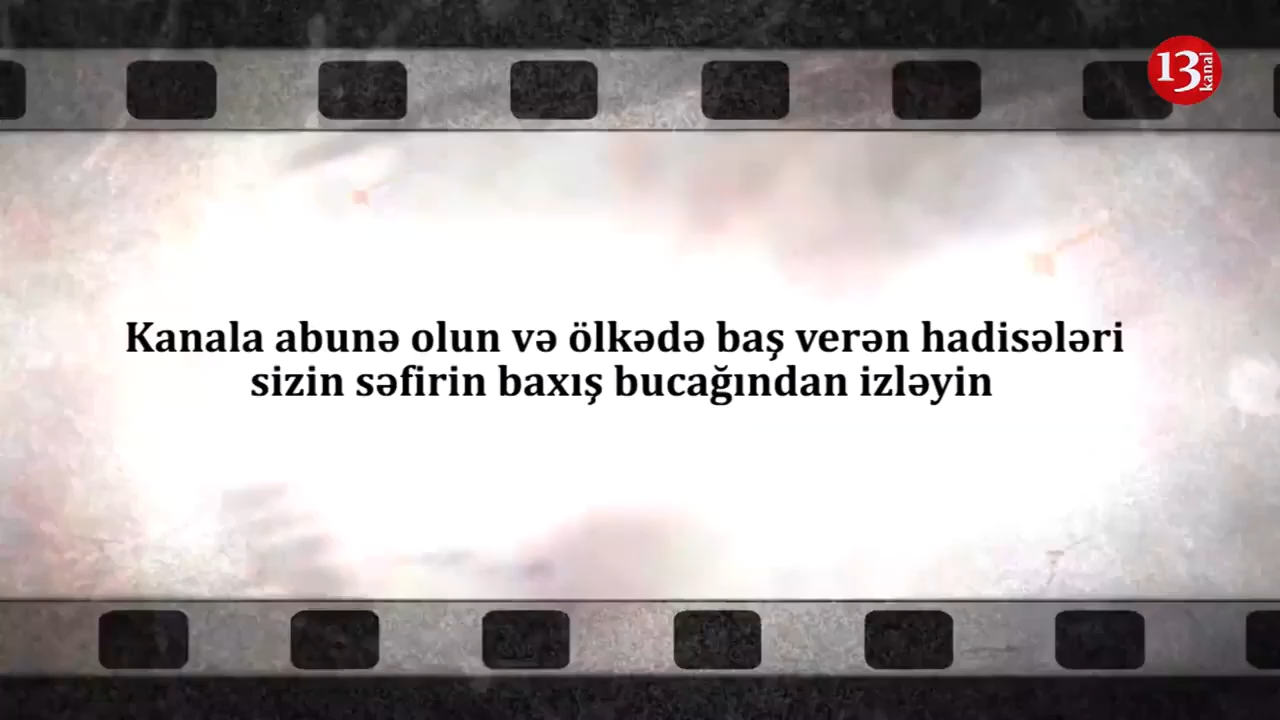 13 kanal
Kanala abunə olun və ölkədə baş verən hadisələri
sizin səfirin baxış bucağından izləyin